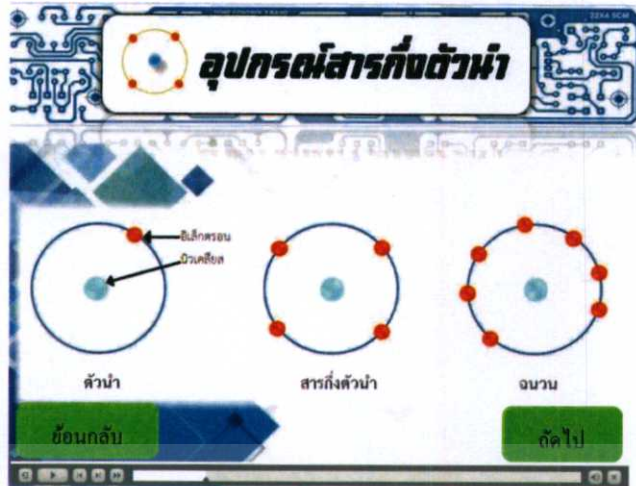 อุปกรณ์สารกึ่งตัวนำ
อิเล็กตรอน
นิวเคลียส
ตัวนำ
สารกึ่งตัวนำ
ฉนวน
ย้อนกลับ
ถัดไป